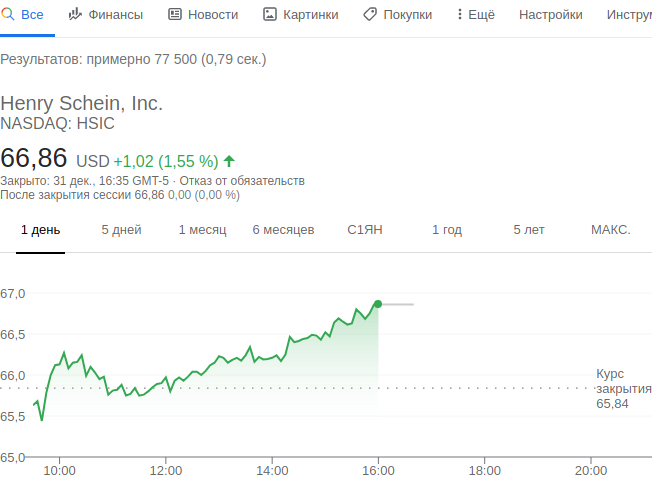 Все Финансы Новости Картинки Покупки Ещё Настройки Инструм
Результатов: примерно 77 500 (0,79 сек.)
Henry Schein, Inc.
NASDAQ: HSIC
66,86 USD +1,02 (1,55 %)
Закрыто: 31 дек., 16:35 GMT-5 · Отказ от обязательств
После закрытия сессии 66,86 0,00 (0,00 %)
1 день 5 дней 1 месяц 6 месяцев С1ЯН 1 год 5 лет МАКС.
67,0
66,5
66,0
Курс
закрытия
65,84
65,5
65,0
10:00 12:00 14:00 16:00 18:00 20:00